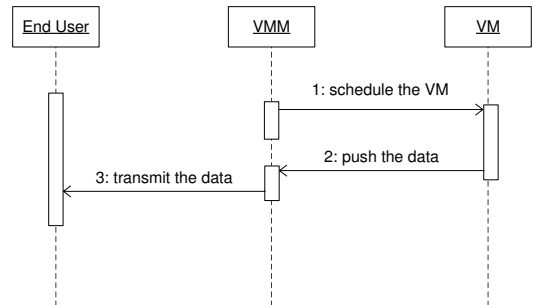 End User
VMM
VM
1: schedule the VM
2: push the data
3: transmit the data